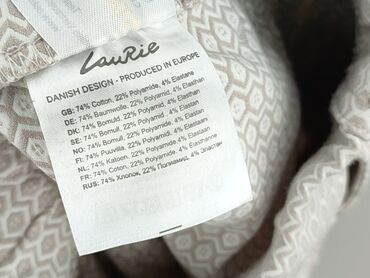 Laurie
DANISH DESIGN - PRODUCED IN EUROPE
GB: 74% Cotton, 22% Polyamide, 4% Elastane
DE: 74% Baumwolle, 22% Polyamid, 4% Elasthan
DK: 74% Bomuld, 22% Polyamid, 4% Elasthan
SE: 74% Bomull, 22% Polyamid, 4% Elastan
NO: 74% Bomull, 22% Polyamid, 4% Elastan
FI: 74% Puuvilla, 22% Polyamidi, 4% Elastaani
NL: 74% Katoen, 22% Polyamide, 4% Elastaan
FR: 74% Coton, 22% Polyamide, 4% Elasthanne
RUS: 74% Хлопок, 22% Полиамид, 4% Эластан